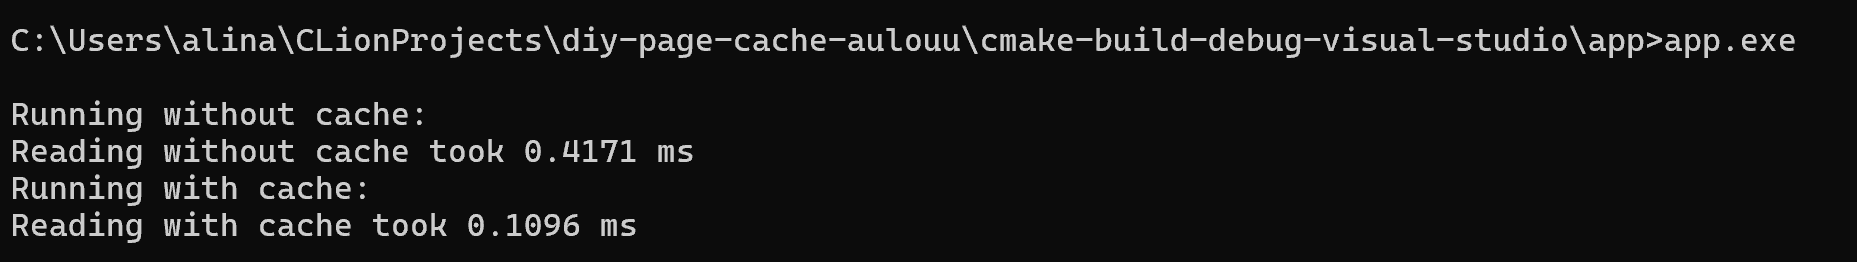 C:\Users\alina\CLionProjects\diy-page-cache-aulouu\cmake-build-debug-visual-studio\app>app.exe
Running without cache:
Reading without cache took 0.4171 ms
Running with cache:
Reading with cache took 0.1096 ms